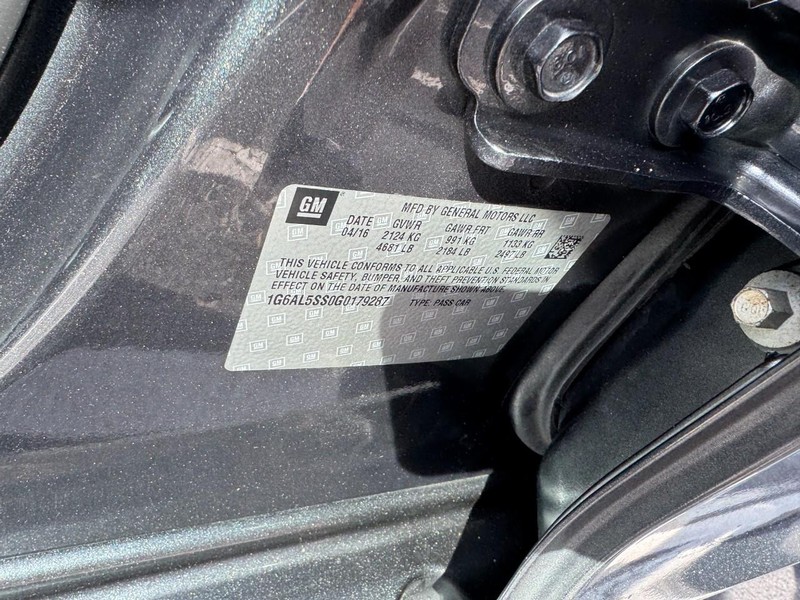 GM
MFD BY GENERAL MOTORS LLC
DATE GVWR GAWR FRT GAWR RR
04/16 2124 KG 991 KG 1133 KG
4681 LB 2184 LB 2497 LB
THIS VEHICLE CONFORMS TO ALL APPLICABLE U.S. FEDERAL MOTOR
VEHICLE SAFETY, BUMPER, AND THEFT PREVENTION STANDARDS IN
EFFECT ON THE DATE OF MANUFACTURE SHOWN ABOVE.
1G6AL5SS0G0179287 TYPE: PASS CAR